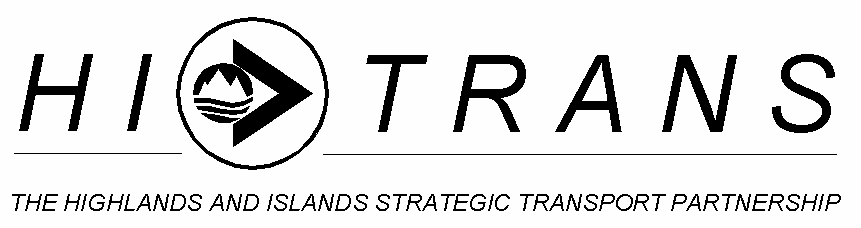 HI TRANS
THE HIGHLANDS AND ISLANDS STRATEGIC TRANSPORT PARTNERSHIP